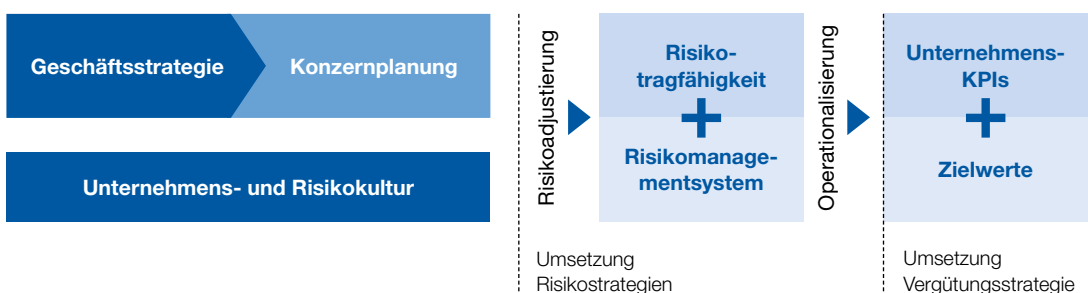 Geschäftsstrategie
Konzernplanung
Unternehmens- und Risikokultur
Risikoadjustierung
Risiko-
tragfähigkeit
+
Risikomanage-
mentsystem
Umsetzung
Risikostrategien
Operationalisierung
Unternehmens-
KPIs
+
Zielwerte
Umsetzung
Vergütungsstrategie